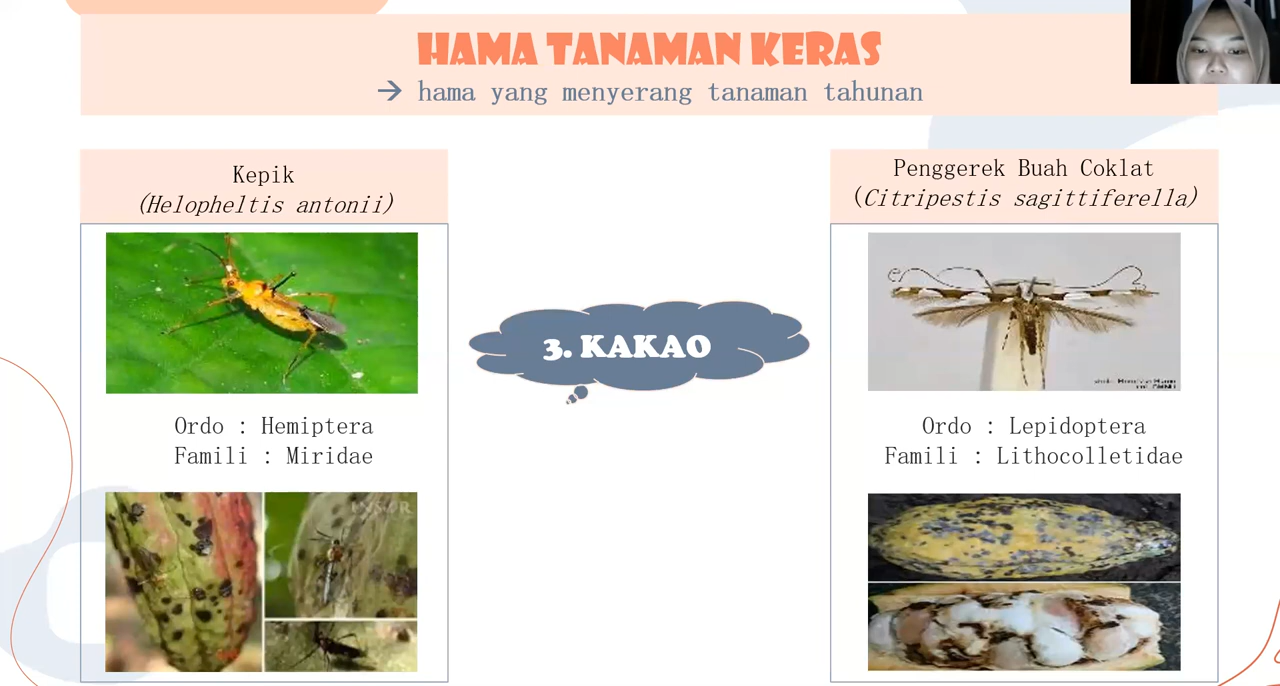 HAMA TANAMAN KERAS
→ hama yang menyerang tanaman tahunan
Kepik
(Helopheltis antonii)
Ordo : Hemiptera
Famili : Miridae
3. KAKAO
Penggerek Buah Coklat
(Citripestis sagittiferella)
Ordo : Lepidoptera
Famili : Lithocolletidae